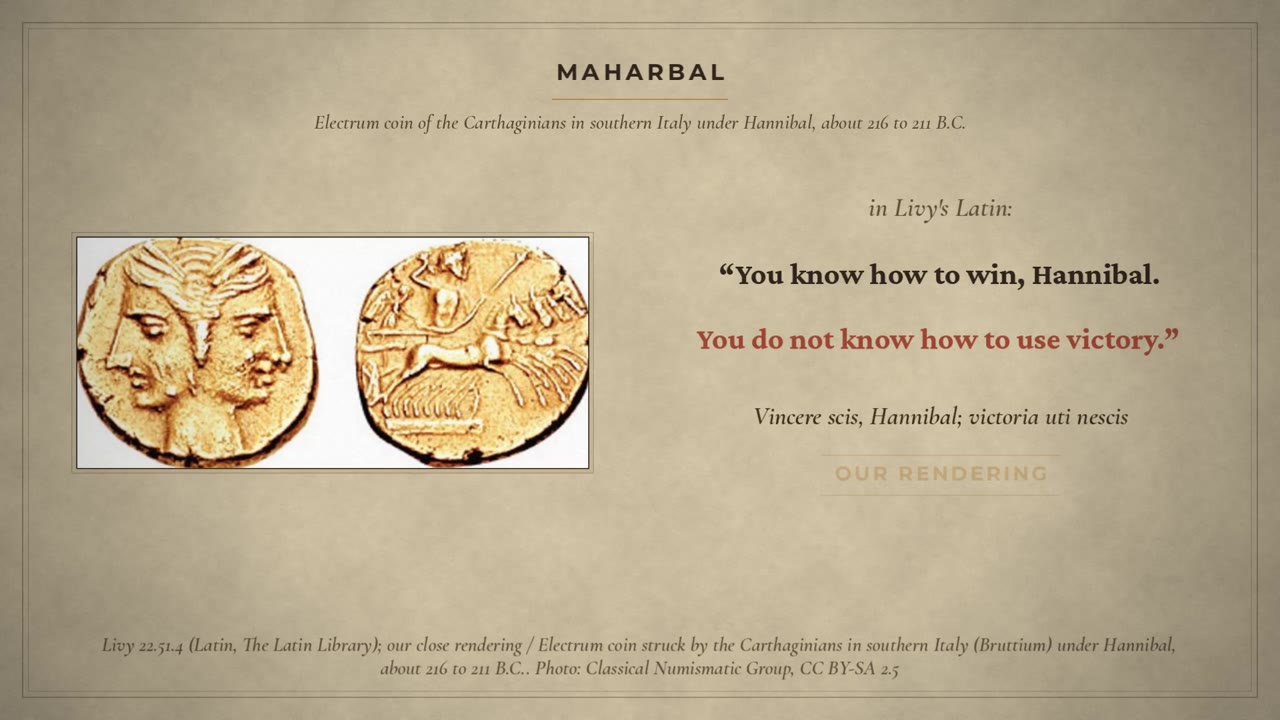 MAHARBAL
Electrum coin of the Carthaginians in southern Italy under Hannibal, about 216 to 211 B.C.
in Livy's Latin:
“You know how to win, Hannibal.
You do not know how to use victory.”
Vincere scis, Hannibal; victoria uti nescis
OUR RENDERING
Livy 22.51.4 (Latin, The Latin Library); our close rendering / Electrum coin struck by the Carthaginians in southern Italy (Bruttium) under Hannibal,
about 216 to 211 B.C.. Photo: Classical Numismatic Group, CC BY-SA 2.5